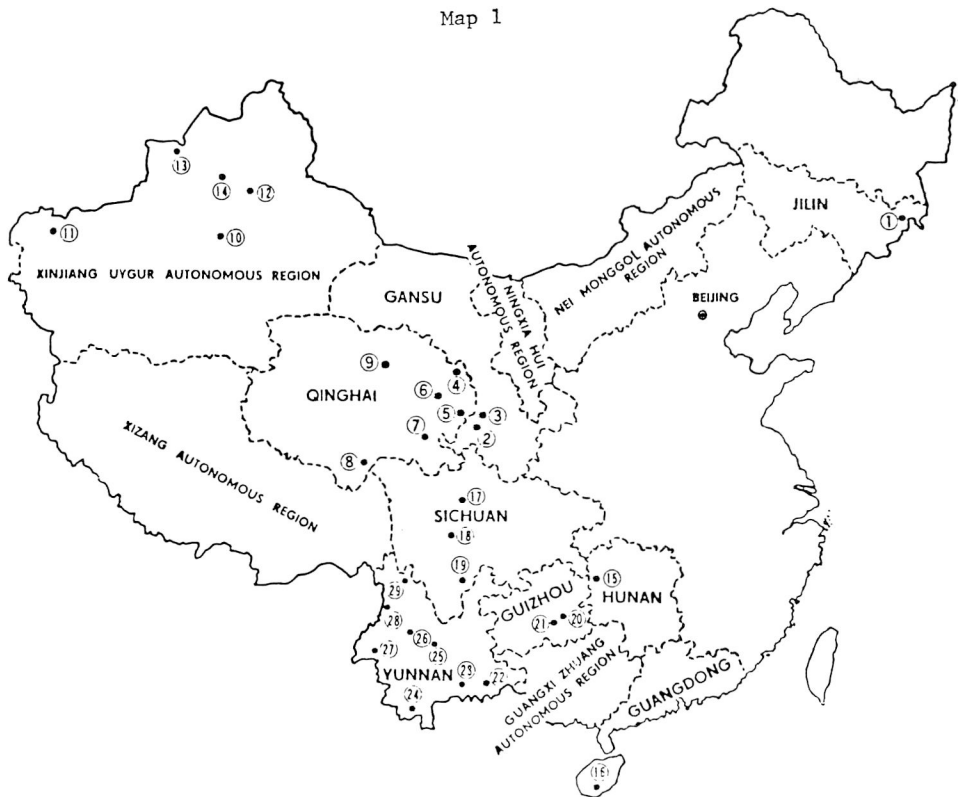 Map 1
⑬
⑭
⑫
⑪
⑩
XINJIANG UYGUR AUTONOMOUS REGION
GANSU
NINGXIA HUI
AUTONOMOUS REGION
NEI MONGGOL AUTONOMOUS
REGION
JILIN
①
BEIJING
⑨
QINGHAI
④
⑥
⑤
③
②
⑦
⑧
XIZANG AUTONOMOUS REGION
⑰
SICHUAN
⑱
⑲
GUIZHOU
⑮
HUNAN
㉑
⑳
㉙
㉘
㉖
㉗
㉕
YUNNAN
㉓
㉒
㉔
GUANGXI ZHUANG
AUTONOMOUS REGION
GUANGDONG
⑯